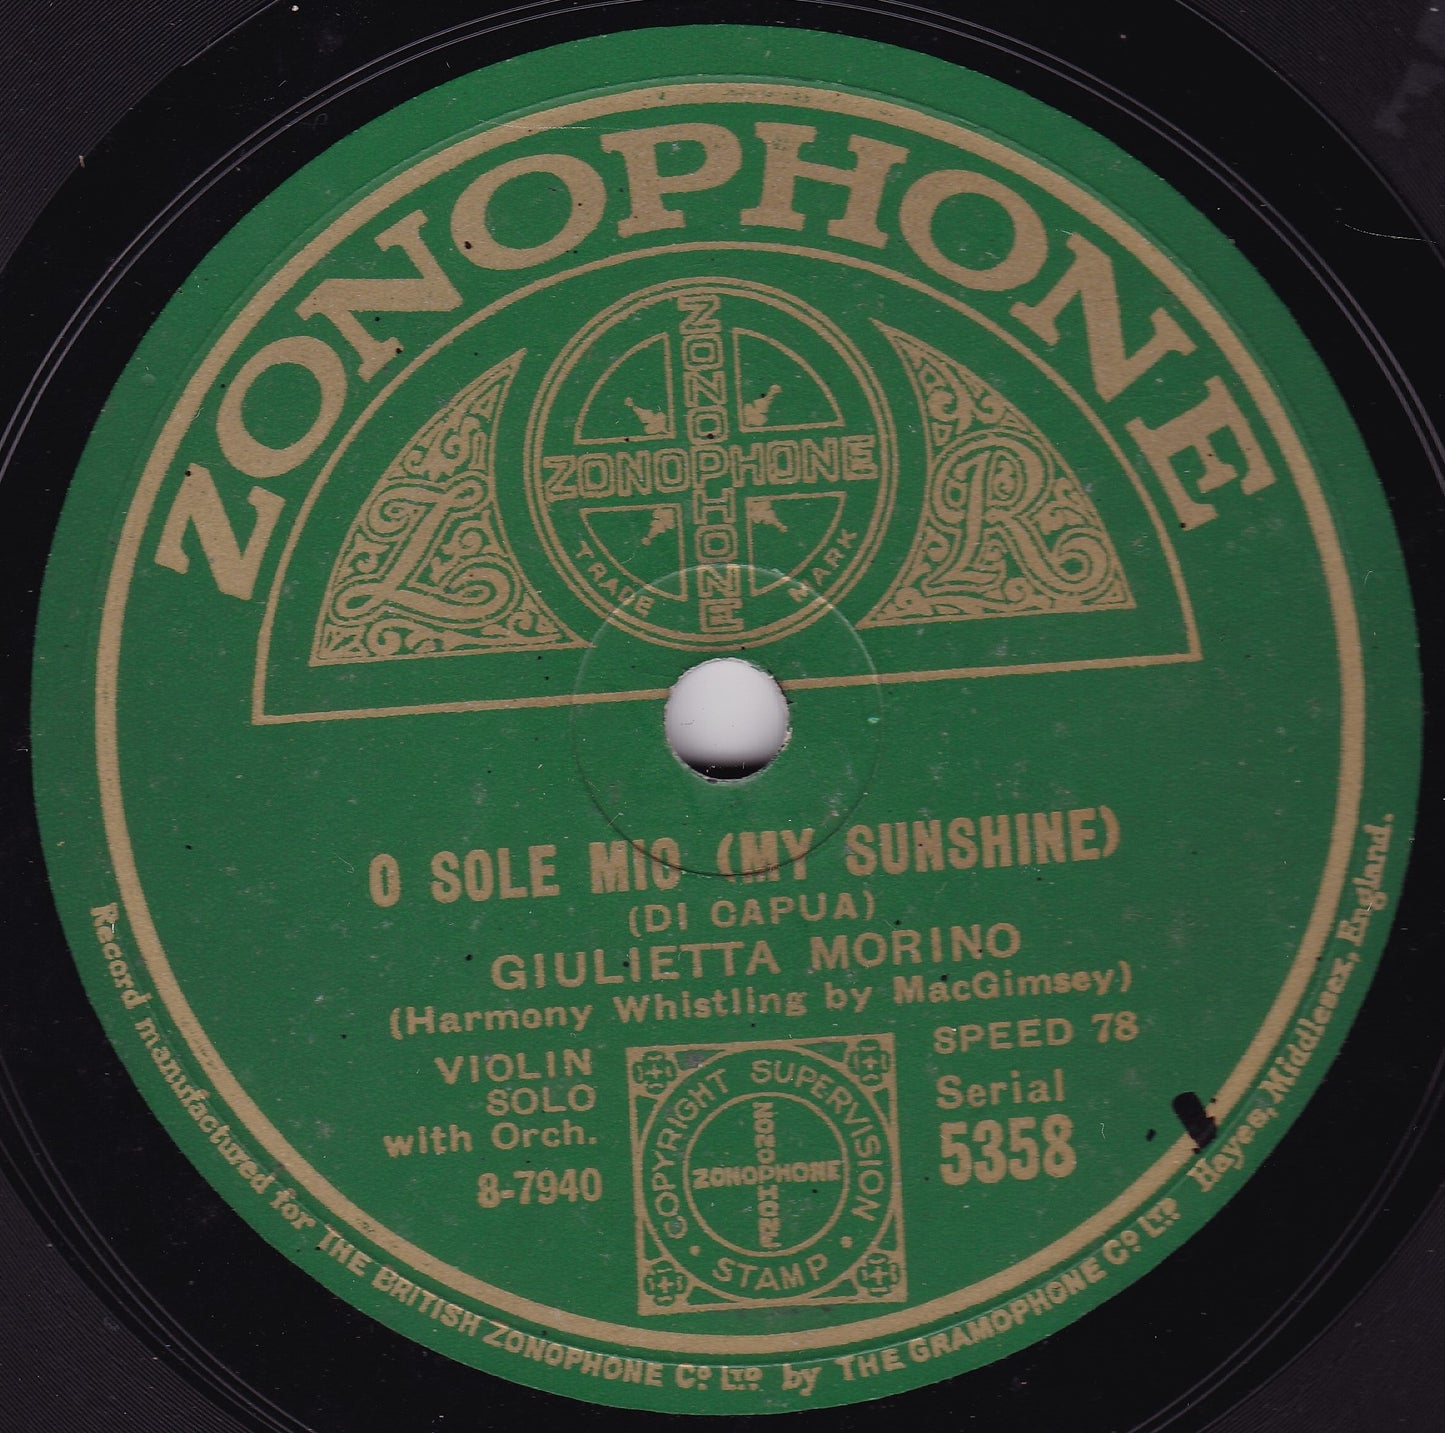 ZONOPHONE
ZONOPHONE
ZONOPHONE
TRADE MARK
Z R
O SOLE MIO (MY SUNSHINE)
(DI CAPUA)
GIULIETTA MORINO
(Harmony Whistling by MacGimsey)
VIOLIN
SOLO
with Orch.
8-7940
SPEED 78
Serial
5358
COPYRIGHT SUPERVISION
• STAMP •
ZONOPHONE
ZONOPHONE
Record manufactured for THE BRITISH ZONOPHONE Co LTD by THE GRAMOPHONE Co LTD Hayes, Middlesex, England.